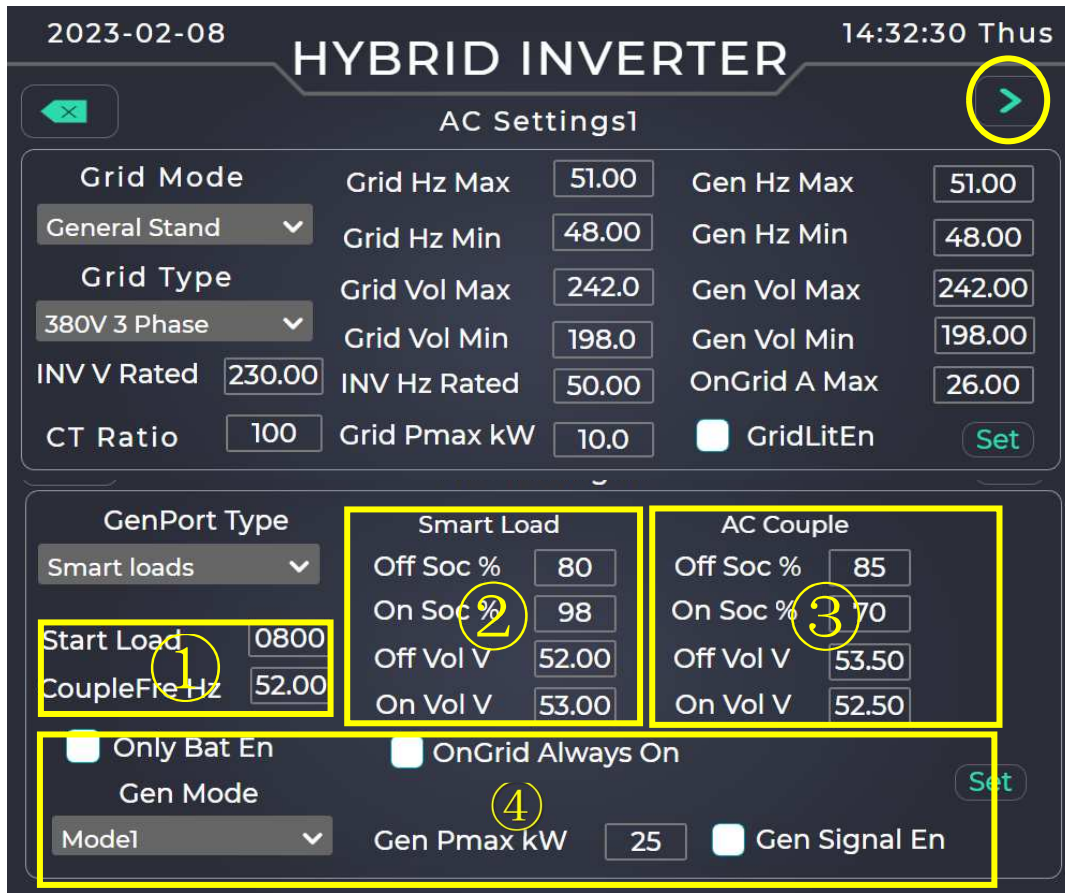 2023-02-08
14:32:30 Thus
HYBRID INVERTER
AC Settings1
Grid Mode
General Stand
Grid Type
380V 3 Phase
INV V Rated 230.00
CT Ratio 100
Grid Hz Max 51.00
Grid Hz Min 48.00
Grid Vol Max 242.0
Grid Vol Min 198.0
INV Hz Rated 50.00
Grid Pmax kW 10.0
Gen Hz Max 51.00
Gen Hz Min 48.00
Gen Vol Max 242.00
Gen Vol Min 198.00
OnGrid A Max 26.00
GridLitEn Set
GenPort Type
Smart loads
Start Load 0800
CoupleFre Hz 52.00
①
Smart Load
Off Soc % 80
On Soc % 98
Off Vol V 52.00
On Vol V 53.00
②
AC Couple
Off Soc % 85
On Soc % 70
Off Vol V 53.50
On Vol V 52.50
③
Only Bat En
OnGrid Always On
Set
Gen Mode
④
Mode1
Gen Pmax kW 25
Gen Signal En